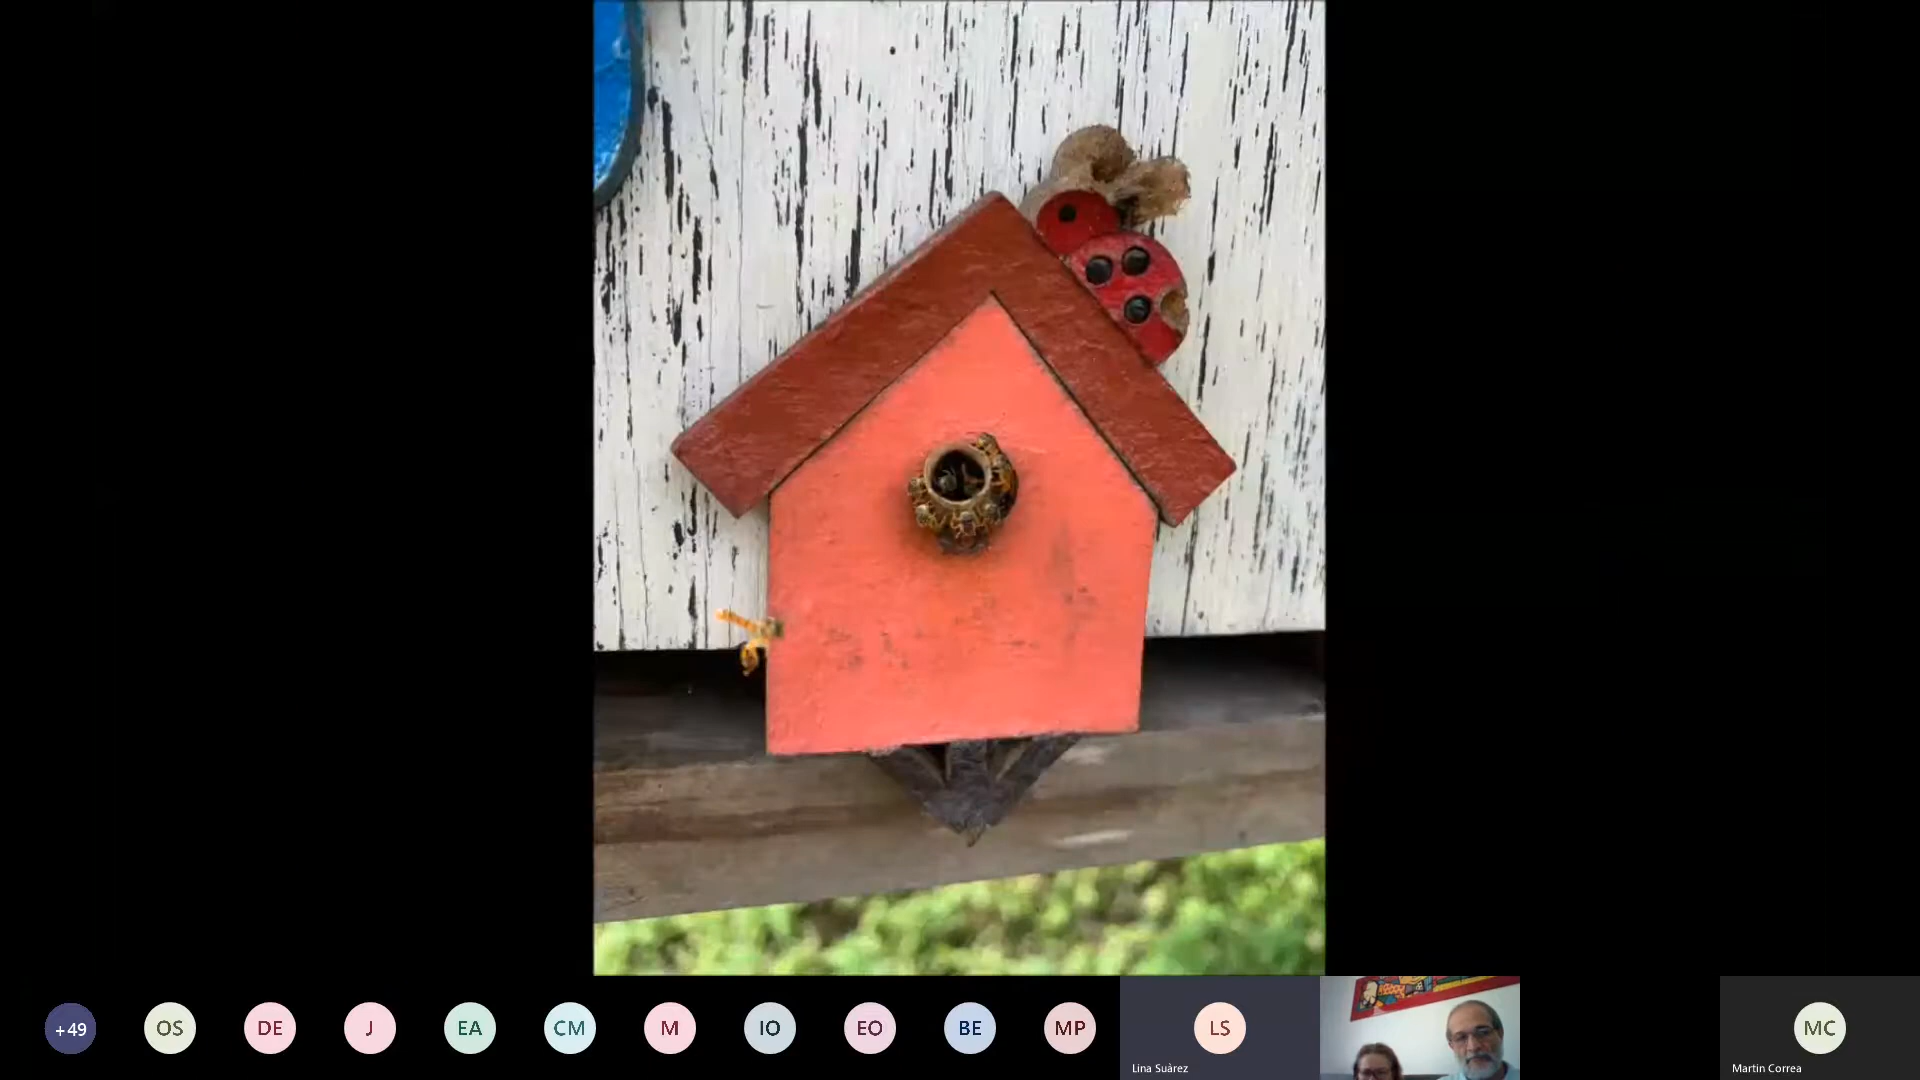 +49
OS
DE
J
EA
CM
M
IO
EO
BE
MP
LS
Lina Suàrez
MC
Martin Correa